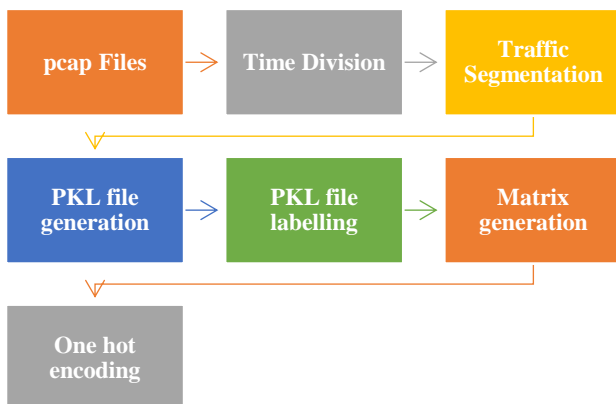 pcap Files
Time Division
Traffic
Segmentation
PKL file
generation
PKL file
labelling
Matrix
generation
One hot
encoding